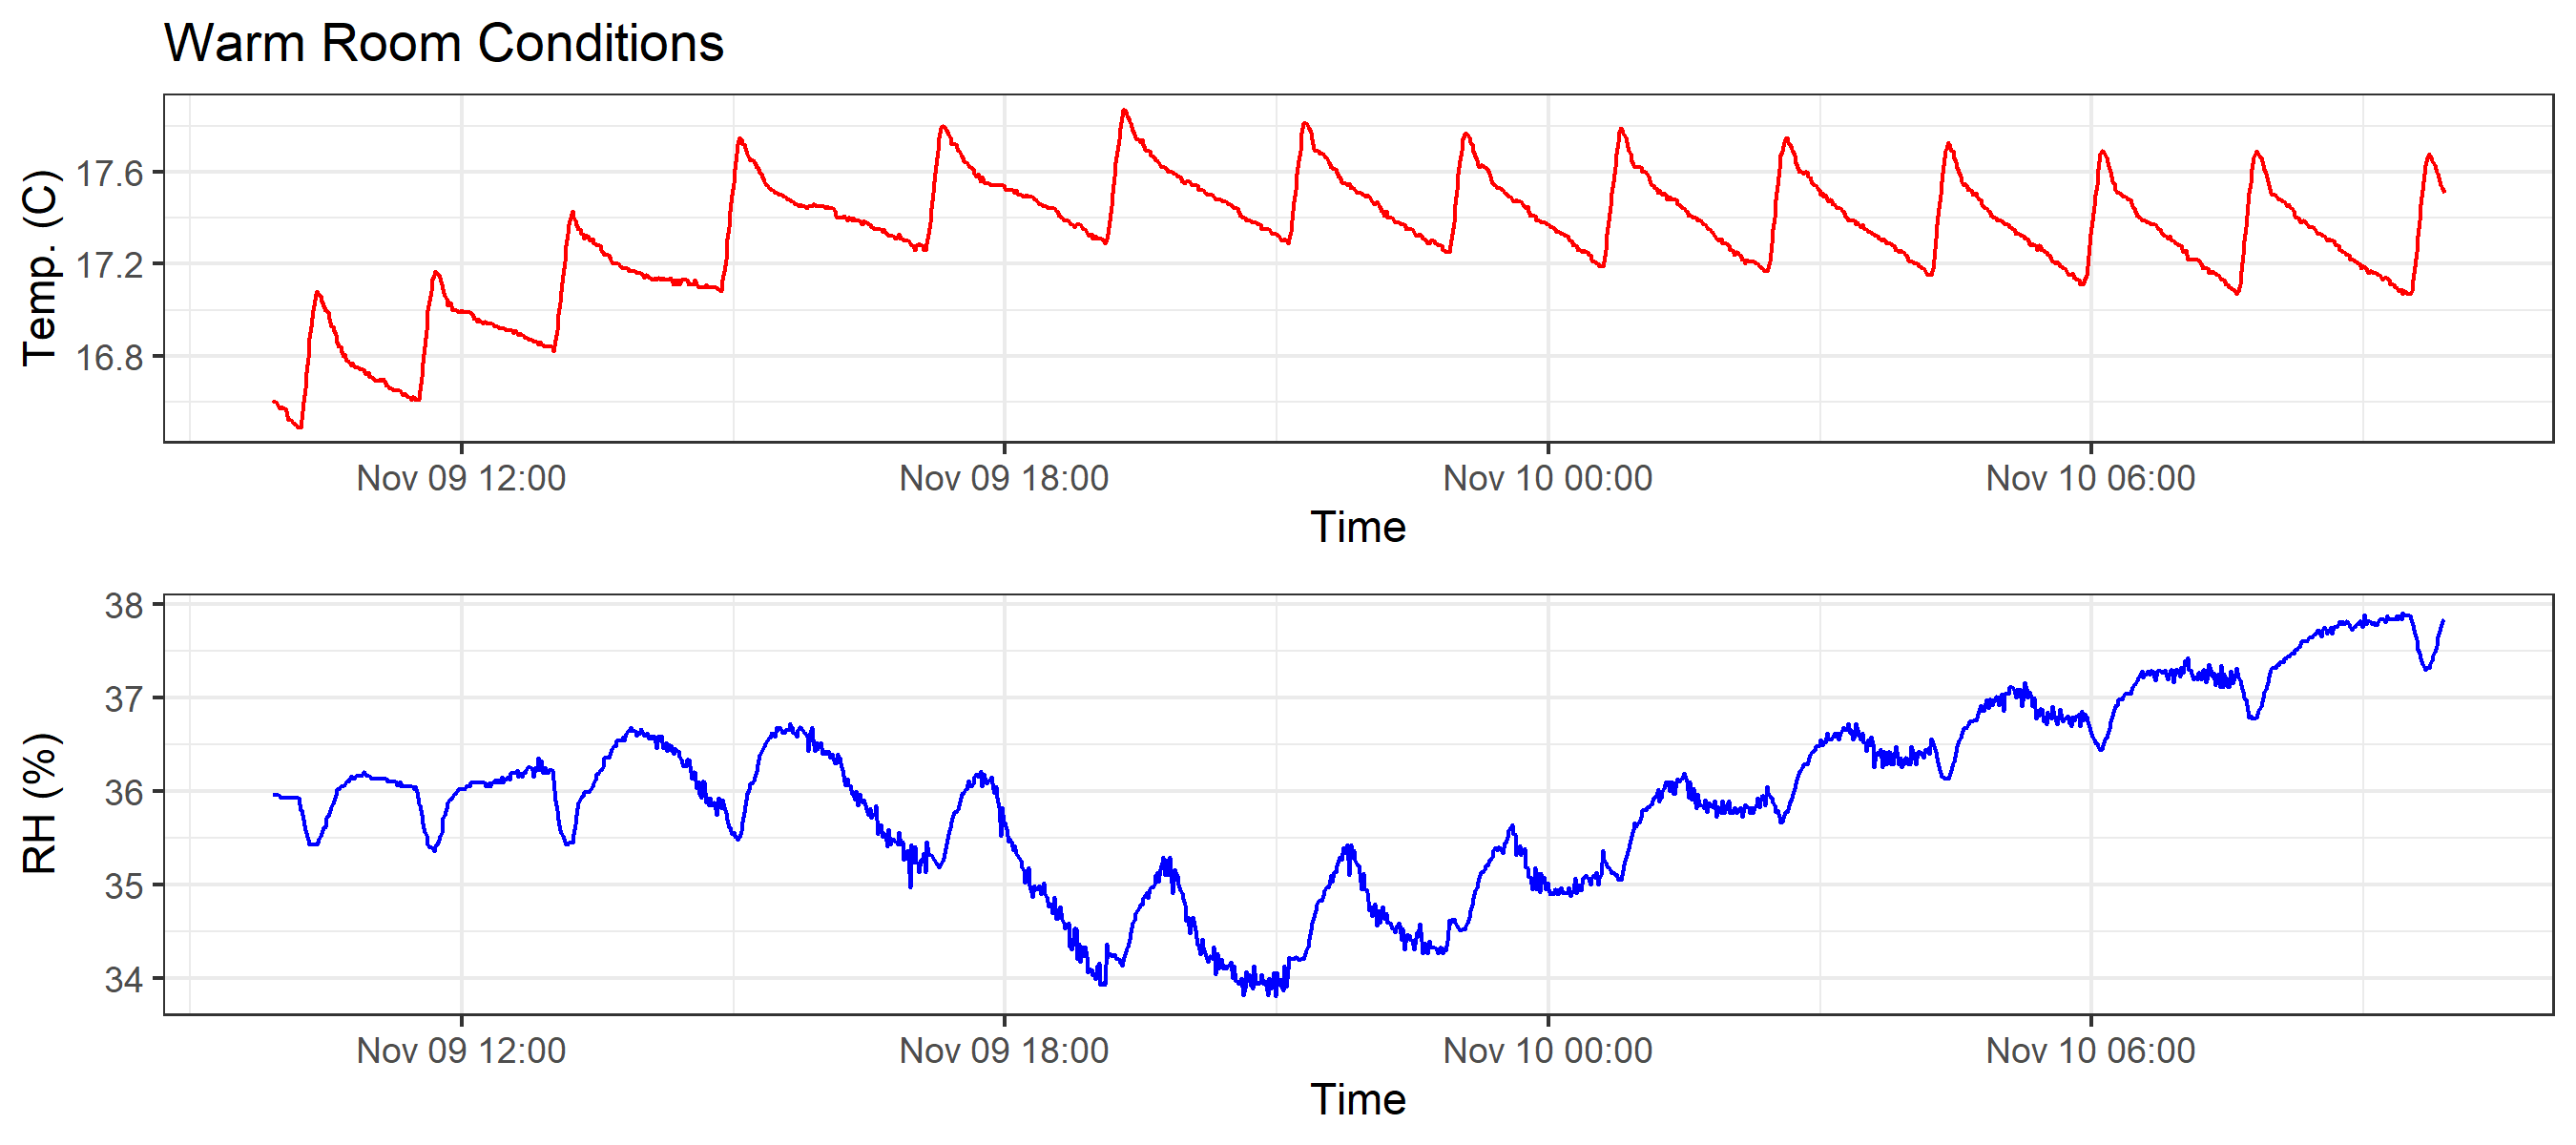 Warm Room Conditions
Temp. (C)
17.6
17.2
16.8
Nov 09 12:00 Nov 09 18:00 Nov 10 00:00 Nov 10 06:00
Time
RH (%)
38
37
36
35
34
Nov 09 12:00 Nov 09 18:00 Nov 10 00:00 Nov 10 06:00
Time